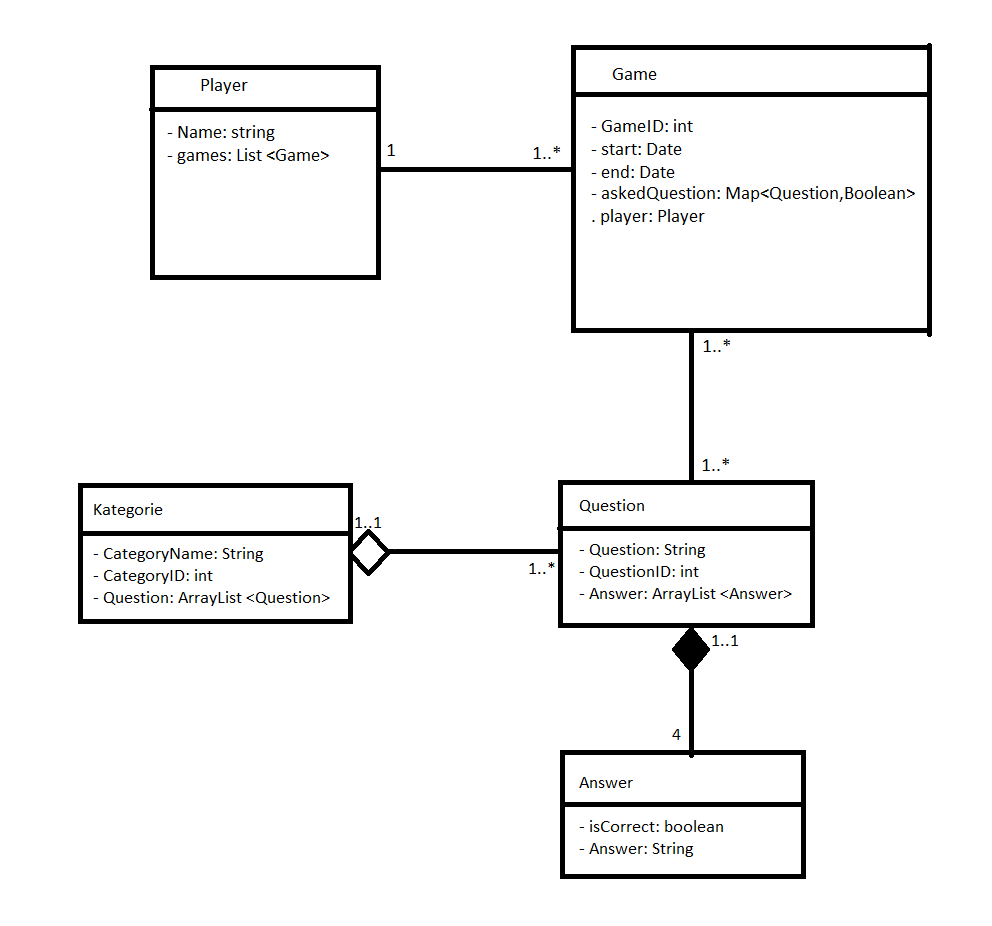 Player
- Name: string
- games: List <Game>
1
1..*
Game
- GameID: int
- start: Date
- end: Date
- askedQuestion: Map<Question,Boolean>
. player: Player
1..*
1..*
Kategorie
- CategoryName: String
- CategoryID: int
- Question: ArrayList <Question>
1..1
1..*
Question
- Question: String
- QuestionID: int
- Answer: ArrayList <Answer>
1..1
4
Answer
- isCorrect: boolean
- Answer: String